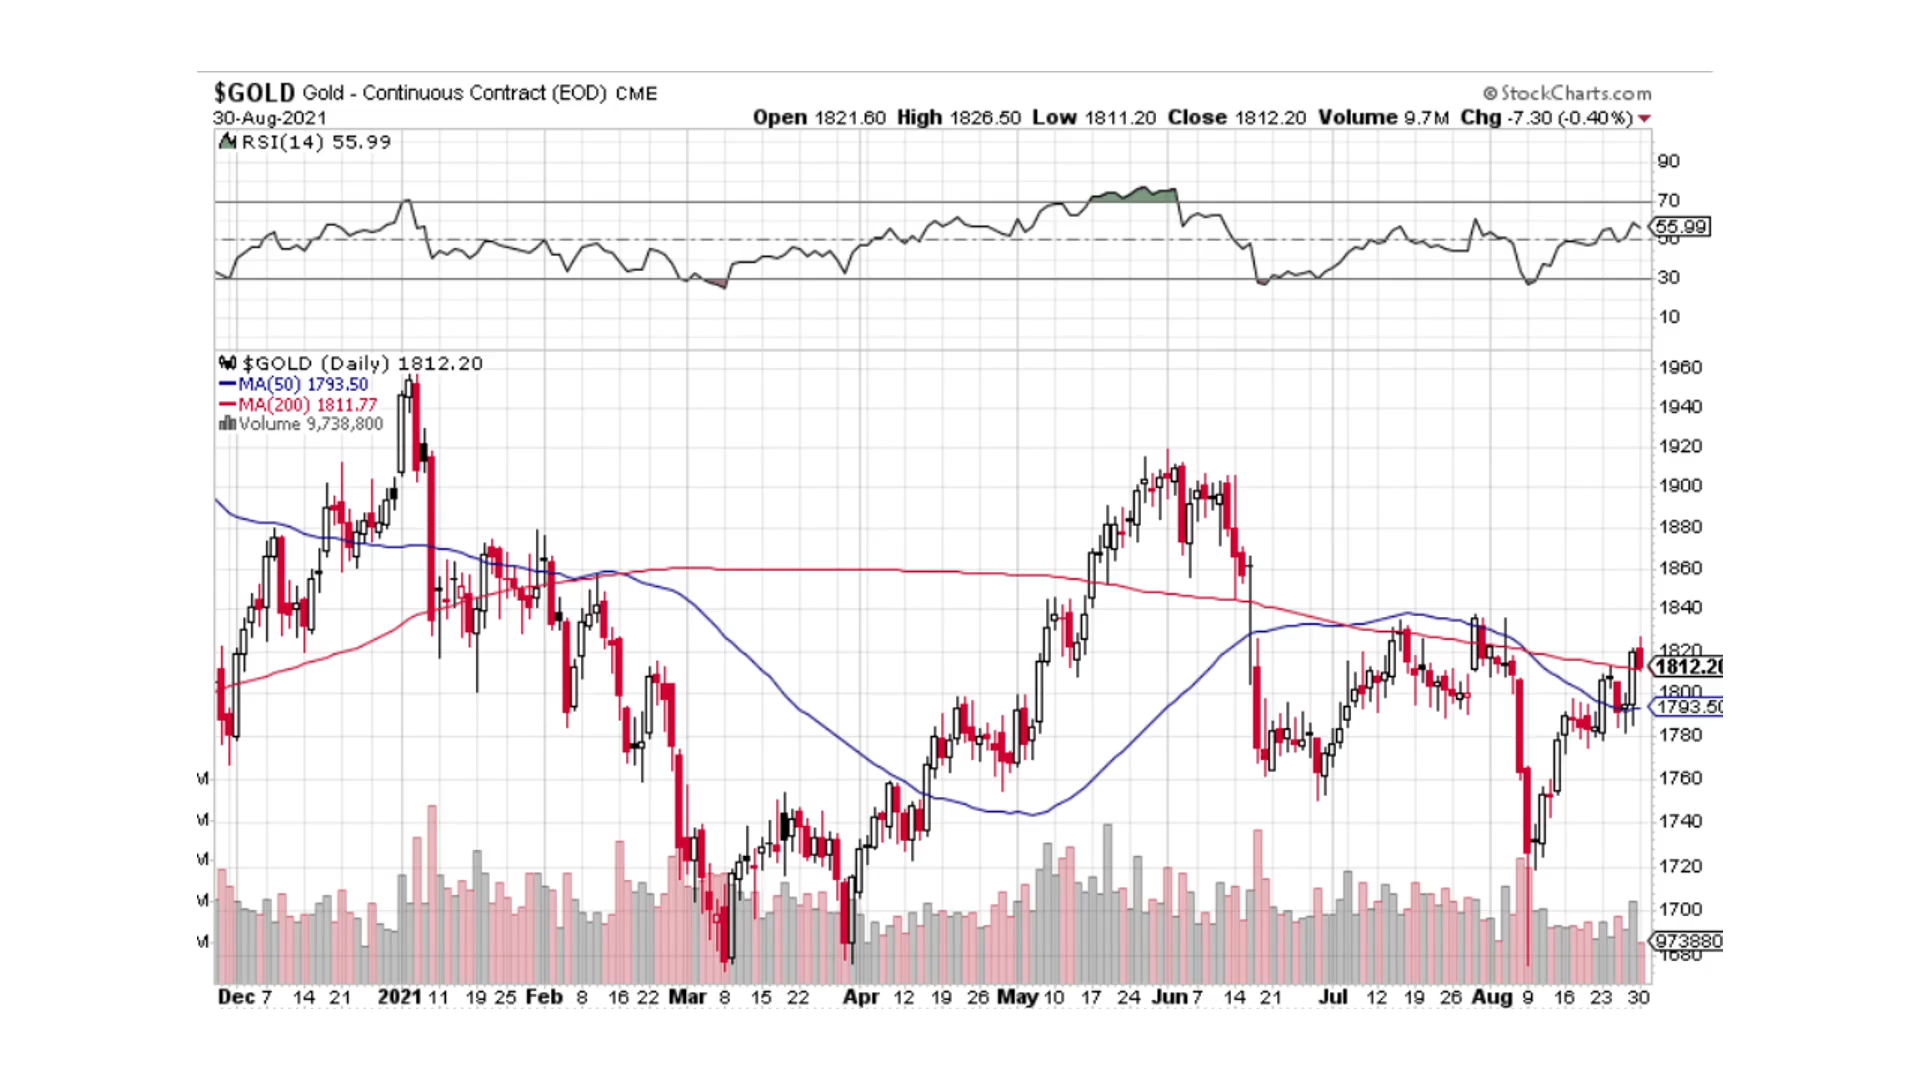 $GOLD Gold - Continuous Contract (EOD) CME
© StockCharts.com
30-Aug-2021
Open 1821.60 High 1826.50 Low 1811.20 Close 1812.20 Volume 9.7M Chg -7.30 (-0.40%)
RSI(14) 55.99
90
70
55.99
50
30
10
$GOLD (Daily) 1812.20
MA(50) 1793.50
MA(200) 1811.77
Volume 9,738,800
1960
1940
1920
1900
1880
1860
1840
1820
1812.20
1800
1793.50
1780
1760
1740
1720
1700
973880
1680
M
M
M
M
M
Dec 7 14 21 2021 11 19 25 Feb 8 16 22 Mar 8 15 22 Apr 12 19 26 May 10 17 24 Jun 7 14 21 Jul 12 19 26 Aug 9 16 23 30